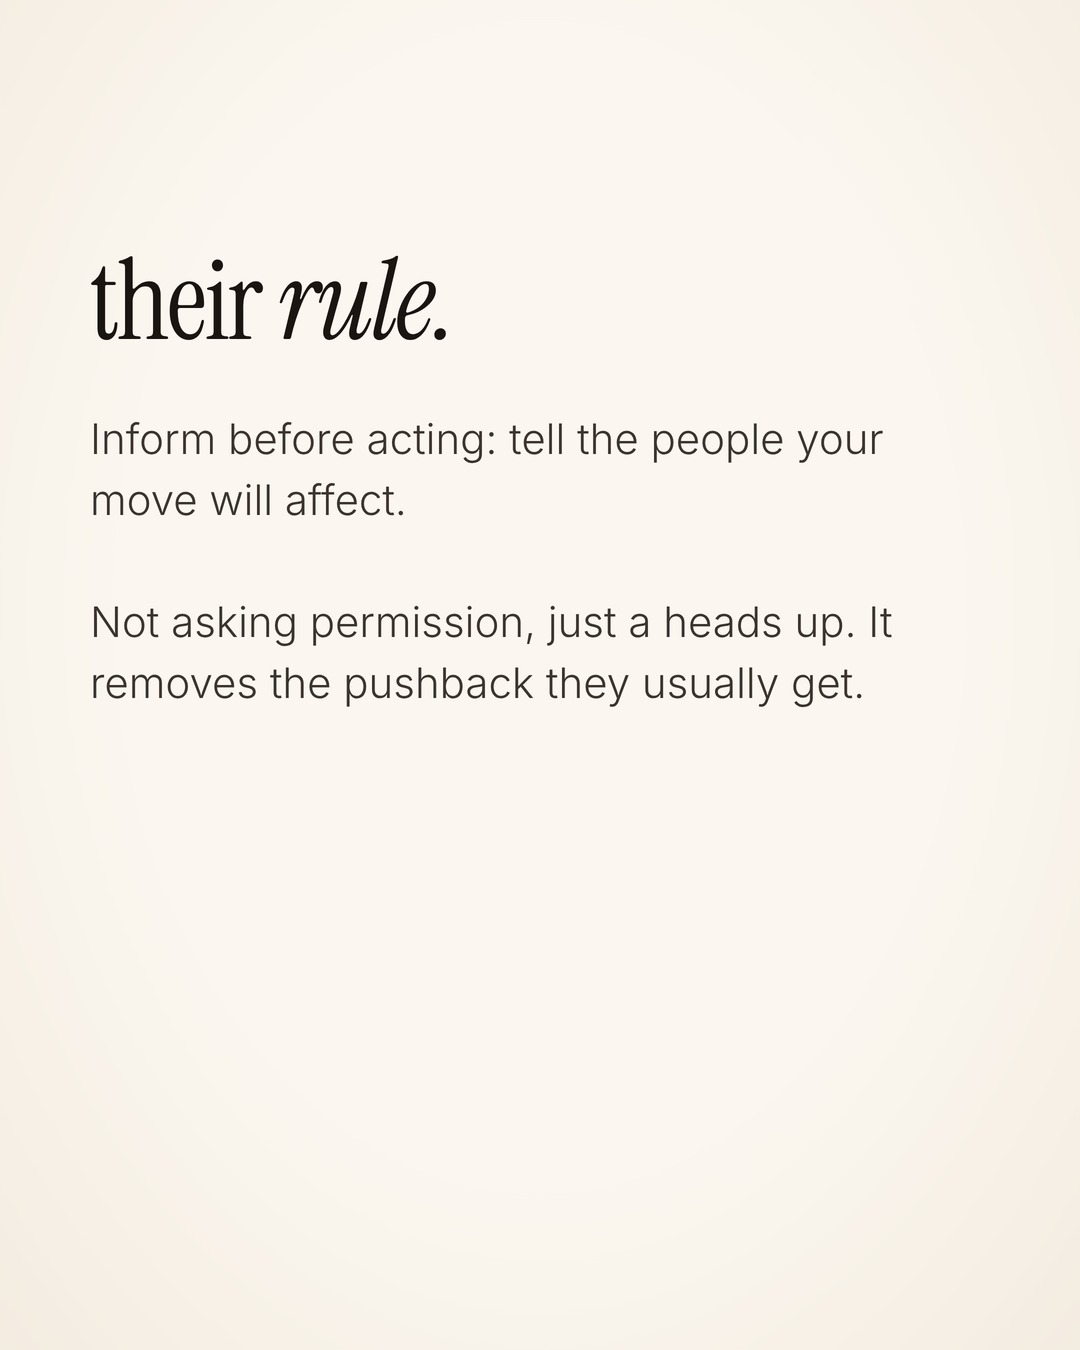 their rule.
Inform before acting: tell the people your
move will affect.
Not asking permission, just a heads up. It
removes the pushback they usually get.